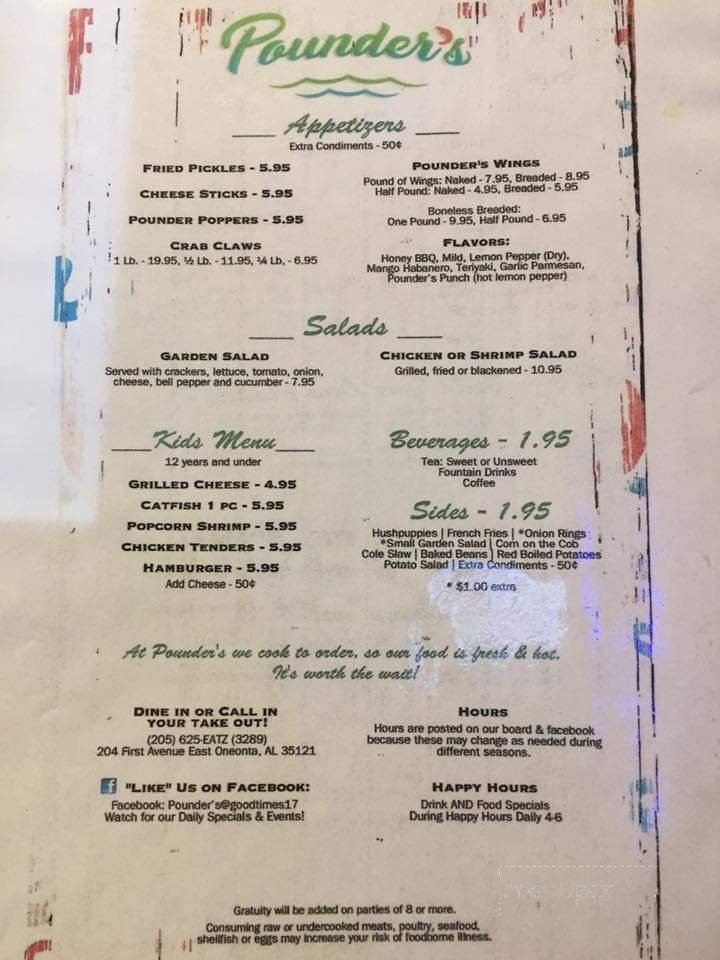 Pounder's
Appetizers
Extra Condiments - 50¢
Fried Pickles - 5.95
Cheese Sticks - 5.95
Pounder Poppers - 5.95
Crab Claws
1 Lb. - 19.95, ½ Lb. - 11.95, ¼ Lb, - 6.95
Pounder's Wings
Pound of Wings: Naked - 7.95, Breaded - 8.95
Half Pound: Naked - 4.95, Breaded - 5.95
Boneless Breaded:
One Pound - 9.95, Half Pound - 6.95
Flavors:
Honey BBQ, Mild, Lemon Pepper (Dry),
Mango Habanero, Teriyaki, Garlic Parmesan,
Pounder's Punch (hot lemon pepper)
Salads
Garden Salad
Served with crackers, lettuce, tomato, onion,
cheese, bell pepper and cucumber - 7.95
Chicken or Shrimp Salad
Grilled, fried or blackened - 10.95
Kids Menu
12 years and under
Grilled Cheese - 4.95
Catfish 1 pc - 5.95
Popcorn Shrimp - 5.95
Chicken Tenders - 5.95
Hamburger - 5.95
Add Cheese - 50¢
Beverages - 1.95
Tea: Sweet or Unsweet
Fountain Drinks
Coffee
Sides - 1.95
Hushpuppies | French Fries | *Onion Rings
*Small Garden Salad | Corn on the Cob
Cole Slaw | Baked Beans | Red Boiled Potatoes
Potato Salad | Extra Condiments - 50¢
* $1.00 extra
At Pounder's we cook to order, so our food is fresh & hot.
It's worth the wait!
Dine in or Call in
your take out!
(205) 625-EATZ (3289)
204 First Avenue East Oneonta, AL 35121
"Like" Us on Facebook:
Facebook: Pounder's@goodtimes17
Watch for our Daily Specials & Events!
Hours
Hours are posted on our board & facebook
because these may change as needed during
different seasons.
Happy Hours
Drink AND Food Specials
During Happy Hours Daily 4-6
Gratuity will be added on parties of 8 or more.
Consuming raw or undercooked meats, poultry, seafood,
shellfish or eggs may increase your risk of foodborne illness.